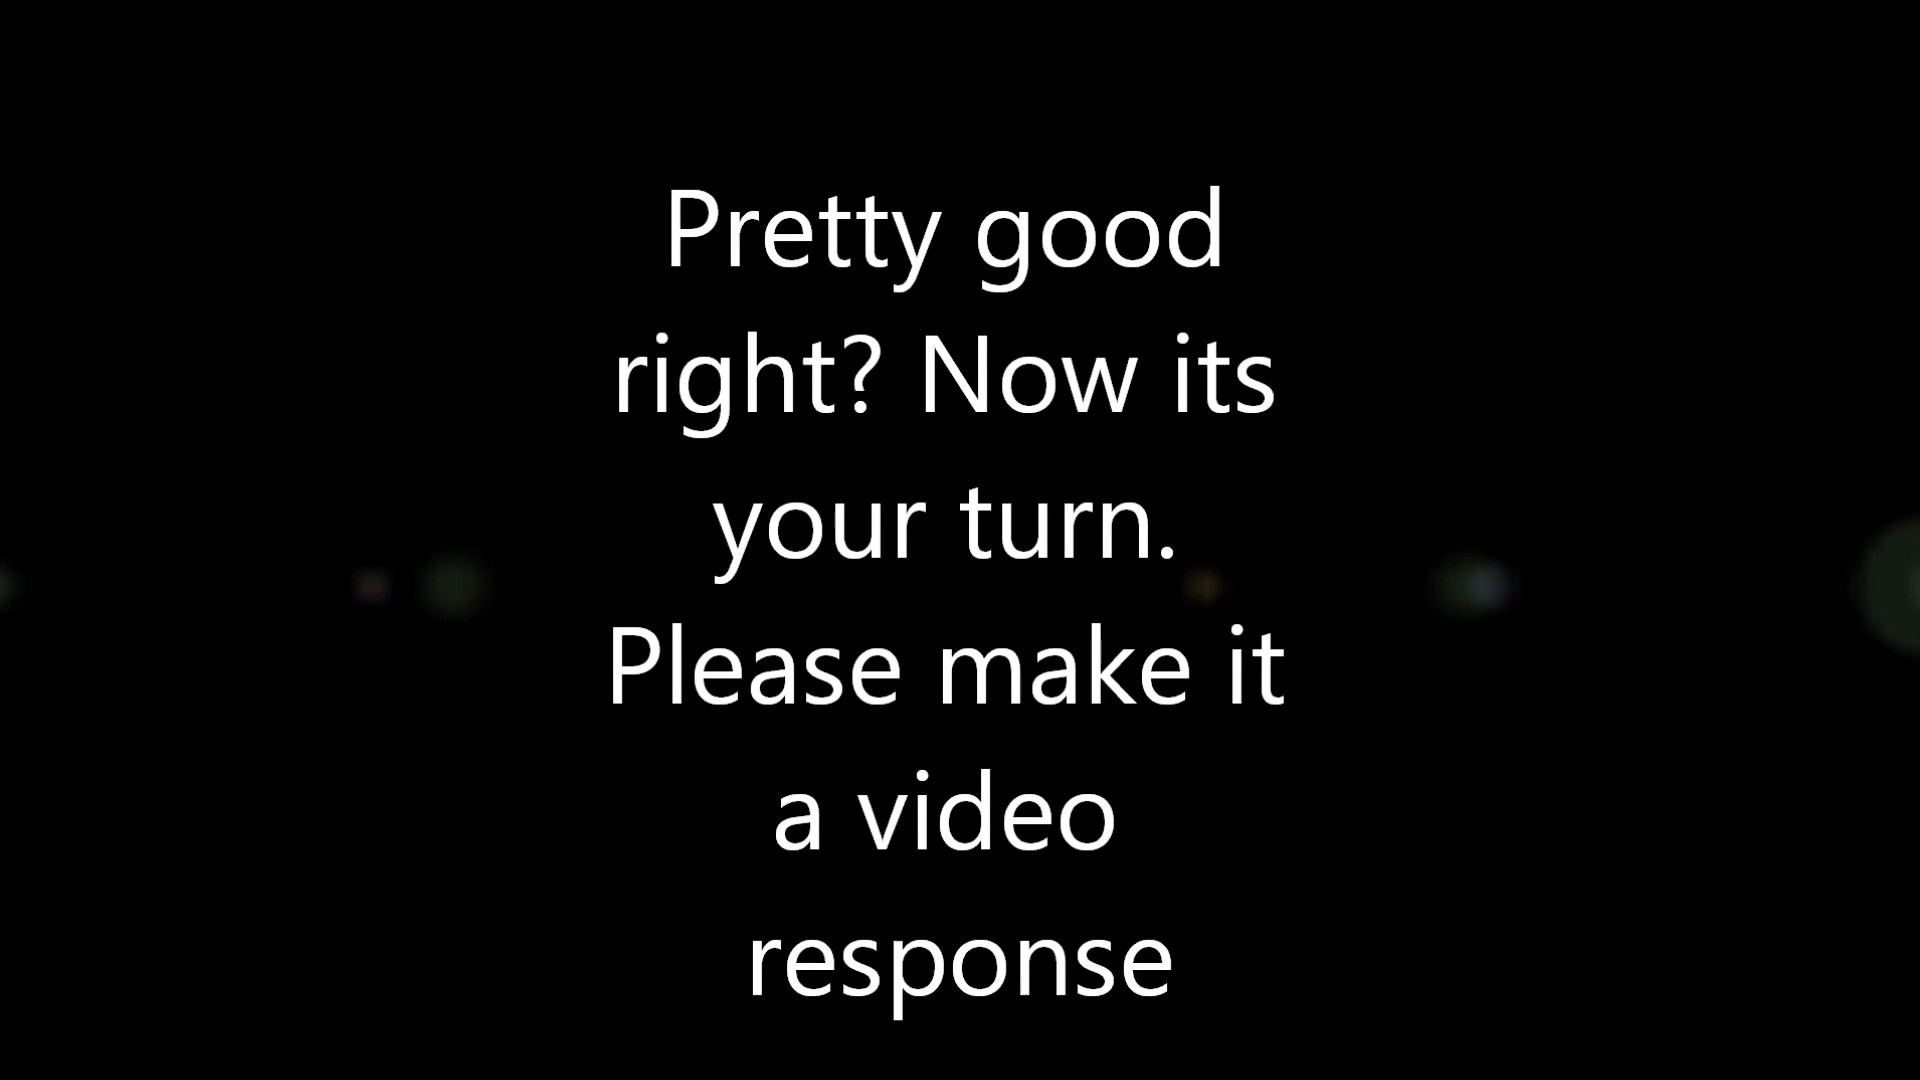 Pretty good
right? Now its
your turn.
Please make it
a video
response